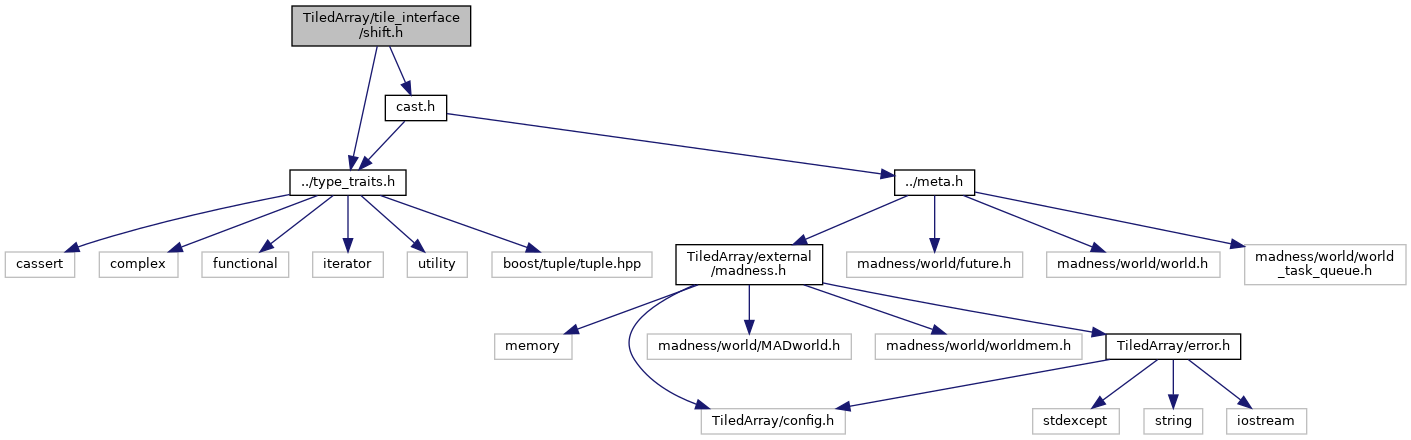 TiledArray/tile_interface
/shift.h
cast.h
../type_traits.h
../meta.h
cassert
complex
functional
iterator
utility
boost/tuple/tuple.hpp
TiledArray/external
/madness.h
madness/world/future.h
madness/world/world.h
madness/world/world
_task_queue.h
memory
madness/world/MADworld.h
madness/world/worldmem.h
TiledArray/error.h
TiledArray/config.h
stdexcept
string
iostream